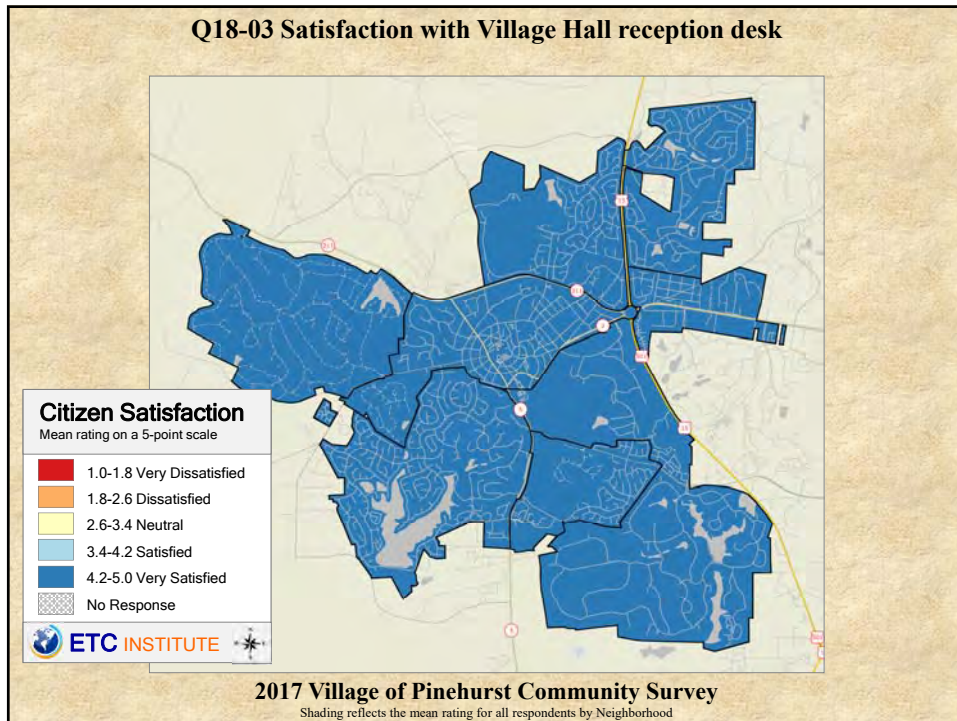 Q18-03 Satisfaction with Village Hall reception desk
Citizen Satisfaction
Mean rating on a 5-point scale
1.0-1.8 Very Dissatisfied
1.8-2.6 Dissatisfied
2.6-3.4 Neutral
3.4-4.2 Satisfied
4.2-5.0 Very Satisfied
No Response
ETC INSTITUTE
2017 Village of Pinehurst Community Survey
Shading reflects the mean rating for all respondents by Neighborhood